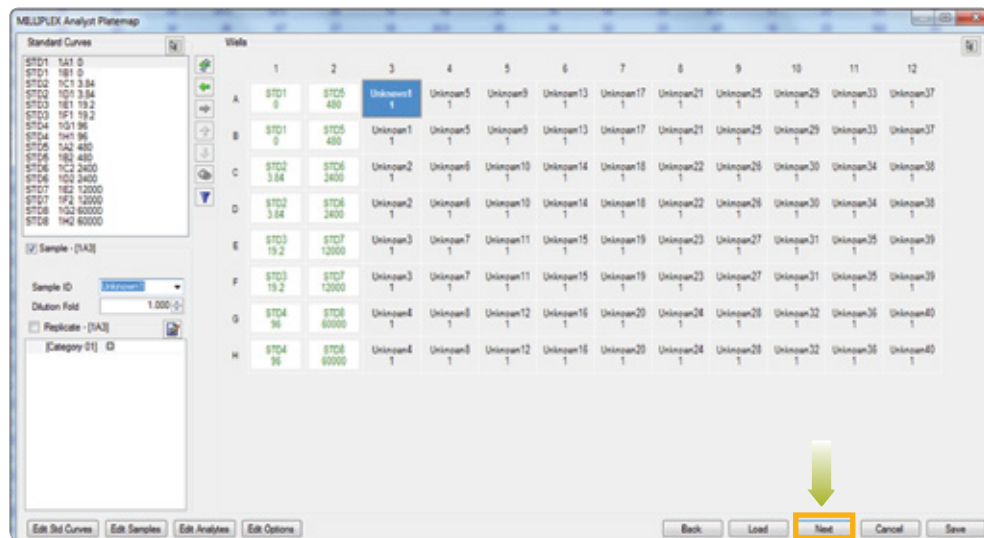 MILLIPLEX Analyst Platemap
Standard Curves
STD1 1A1 0
STD1 1B1 0
STD2 1C1 3.84
STD2 1D1 3.84
STD3 1E1 19.2
STD3 1F1 19.2
STD4 1G1 96
STD4 1H1 96
STD5 1A2 480
STD5 1B2 480
STD6 1C2 2400
STD6 1D2 2400
STD7 1E2 12000
STD7 1F2 12000
STD8 1G2 60000
STD8 1H2 60000
Sample - [1A3]
Sample ID Unknown1
Dilution Fold 1.000
Replicate - [1A3]
[Category 01]
Wells
1 2 3 4 5 6 7 8 9 10 11 12
A STD1 STD5 Unknown1 Unknown5 Unknown9 Unknown13 Unknown17 Unknown21 Unknown25 Unknown29 Unknown33 Unknown37
0 480 1 1 1 1 1 1 1 1 1 1
B STD1 STD5 Unknown1 Unknown5 Unknown9 Unknown13 Unknown17 Unknown21 Unknown25 Unknown29 Unknown33 Unknown37
0 480 1 1 1 1 1 1 1 1 1 1
C STD2 STD6 Unknown2 Unknown6 Unknown10 Unknown14 Unknown18 Unknown22 Unknown26 Unknown30 Unknown34 Unknown38
3.84 2400 1 1 1 1 1 1 1 1 1 1
D STD2 STD6 Unknown2 Unknown6 Unknown10 Unknown14 Unknown18 Unknown22 Unknown26 Unknown30 Unknown34 Unknown38
3.84 2400 1 1 1 1 1 1 1 1 1 1
E STD3 STD7 Unknown3 Unknown7 Unknown11 Unknown15 Unknown19 Unknown23 Unknown27 Unknown31 Unknown35 Unknown39
19.2 12000 1 1 1 1 1 1 1 1 1 1
F STD3 STD7 Unknown3 Unknown7 Unknown11 Unknown15 Unknown19 Unknown23 Unknown27 Unknown31 Unknown35 Unknown39
19.2 12000 1 1 1 1 1 1 1 1 1 1
G STD4 STD8 Unknown4 Unknown8 Unknown12 Unknown16 Unknown20 Unknown24 Unknown28 Unknown32 Unknown36 Unknown40
96 60000 1 1 1 1 1 1 1 1 1 1
H STD4 STD8 Unknown4 Unknown8 Unknown12 Unknown16 Unknown20 Unknown24 Unknown28 Unknown32 Unknown36 Unknown40
96 60000 1 1 1 1 1 1 1 1 1 1
Edit Std Curves Edit Samples Edit Analytes Edit Options Back Load Next Cancel Save